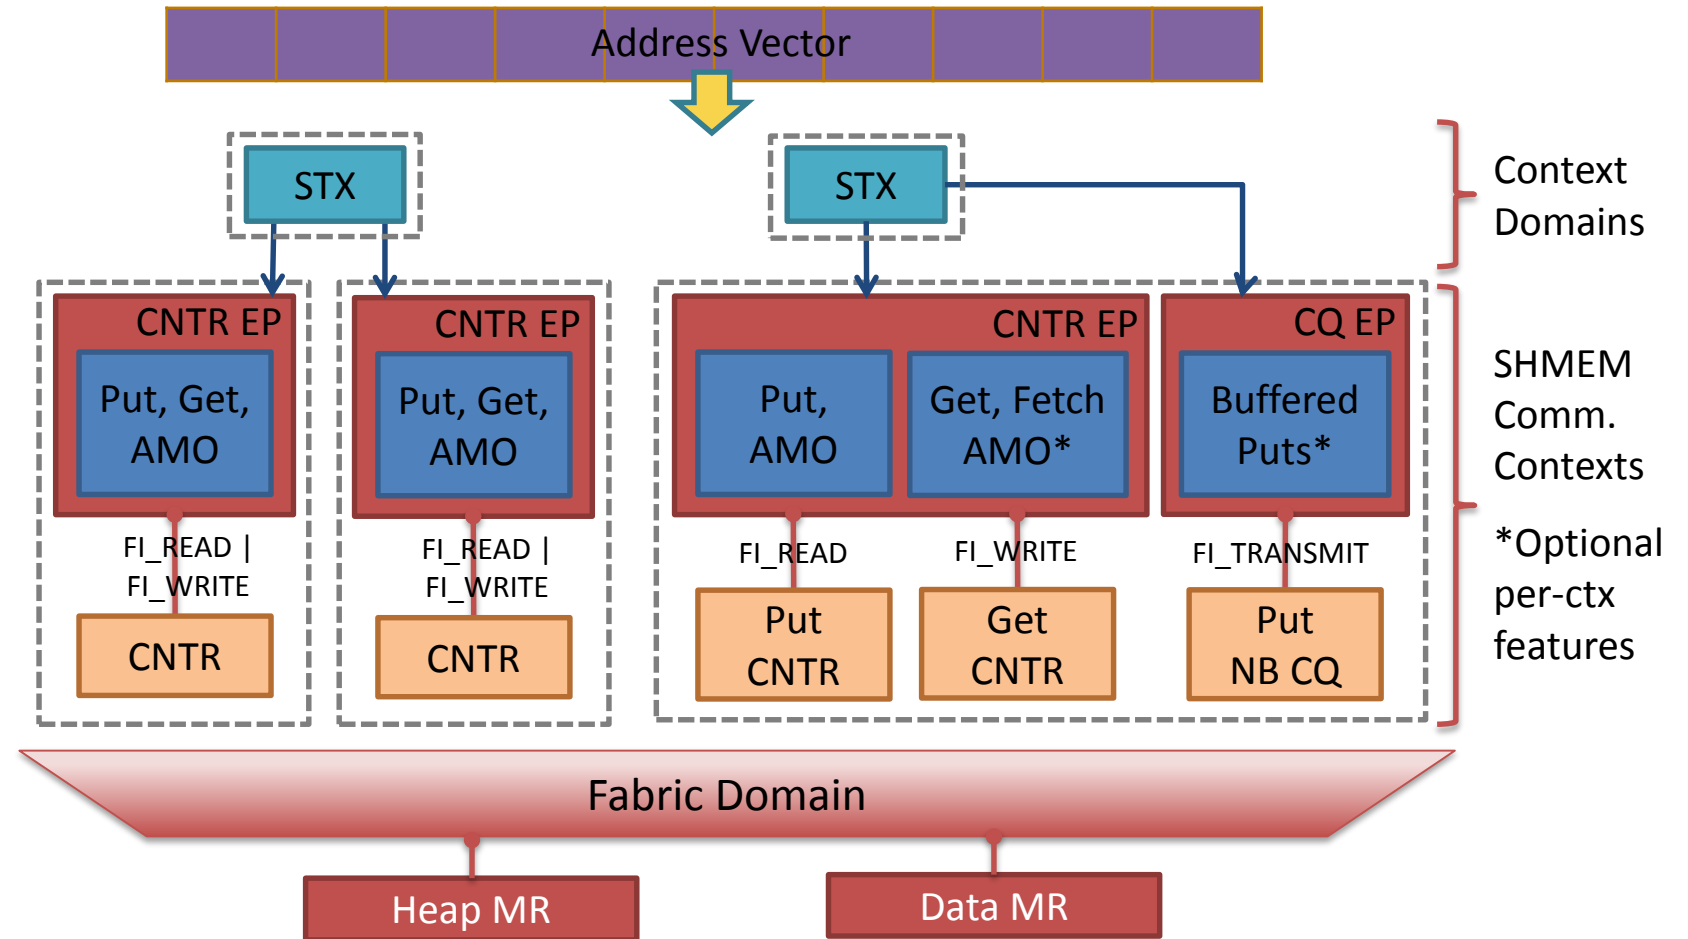 Address Vector
STX
STX
Context
Domains
CNTR EP
Put, Get,
AMO
CNTR EP
Put, Get,
AMO
CNTR EP
Put,
AMO
Get, Fetch
AMO*
CQ EP
Buffered
Puts*
SHMEM
Comm.
Contexts
FI_READ |
FI_WRITE
FI_READ |
FI_WRITE
FI_READ
FI_WRITE
FI_TRANSMIT
*Optional
per-ctx
features
CNTR
CNTR
Put
CNTR
Get
CNTR
Put
NB CQ
Fabric Domain
Heap MR
Data MR